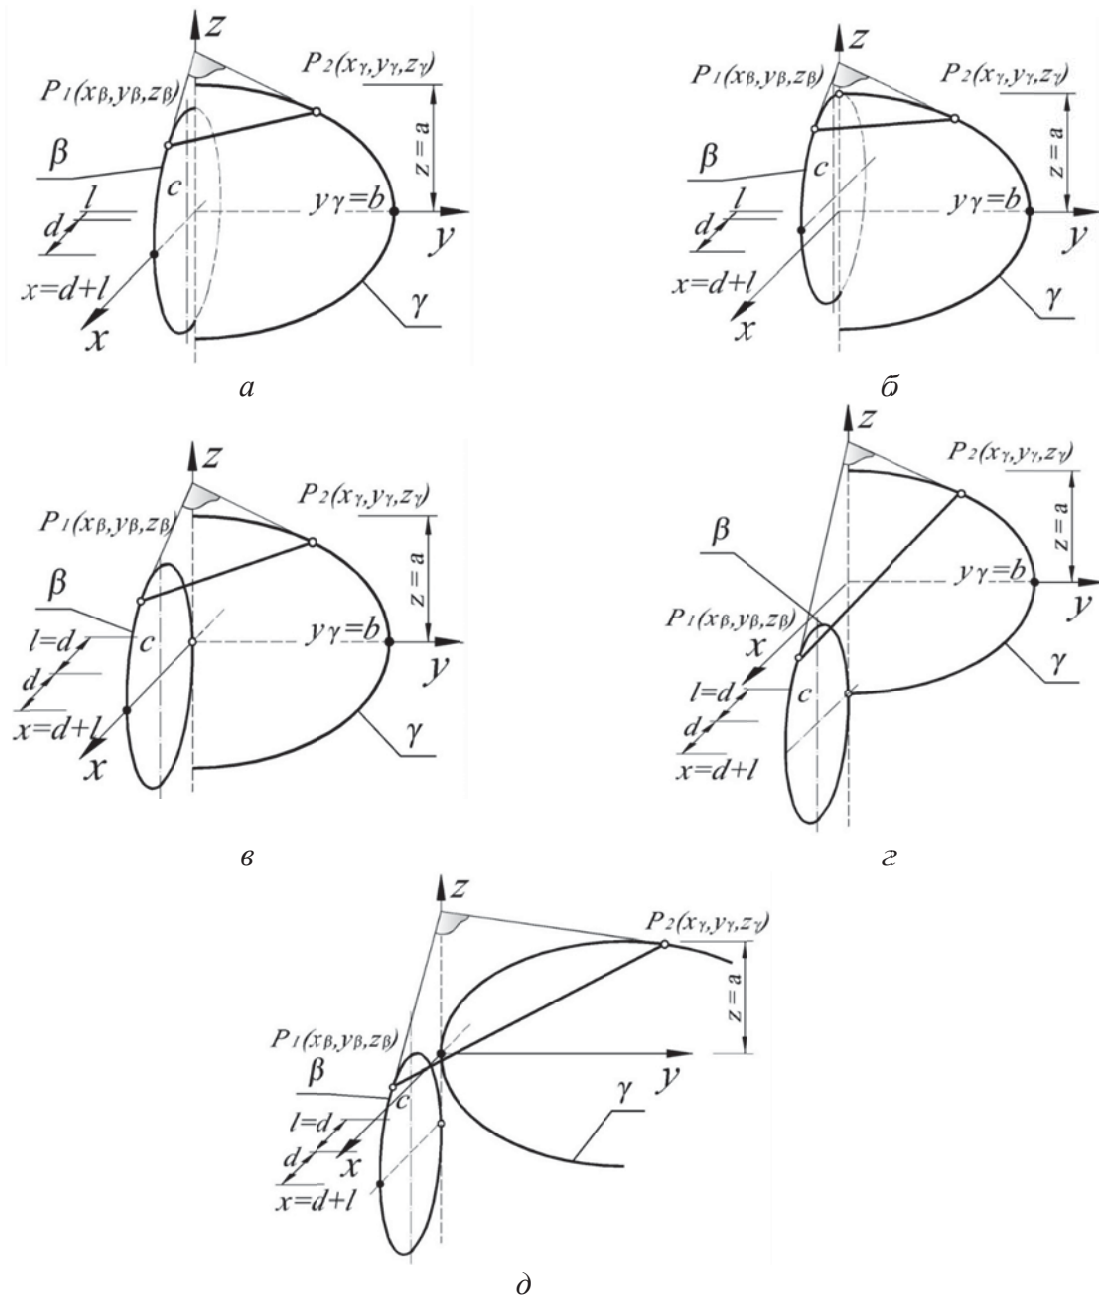 z
P₂(xγ,yγ,zγ)
P₁(xβ,yβ,zβ)
β
c
z = a
l
d
yγ=b
y
x=d+l
x
γ
а
z
P₂(xγ,yγ,zγ)
P₁(xβ,yβ,zβ)
β
c
z = a
l
d
yγ=b
y
x=d+l
x
γ
б
z
P₂(xγ,yγ,zγ)
P₁(xβ,yβ,zβ)
z = a
β
c
l=d
yγ=b
d
y
x=d+l
x
γ
в
z
P₂(xγ,yγ,zγ)
β
z = a
yγ=b
y
P₁(xβ,yβ,zβ)
x
γ
l=d
c
d
x=d+l
г
z
P₂(xγ,yγ,zγ)
z = a
P₁(xβ,yβ,zβ)
β
y
c
γ
l=d
d
x
x=d+l
д